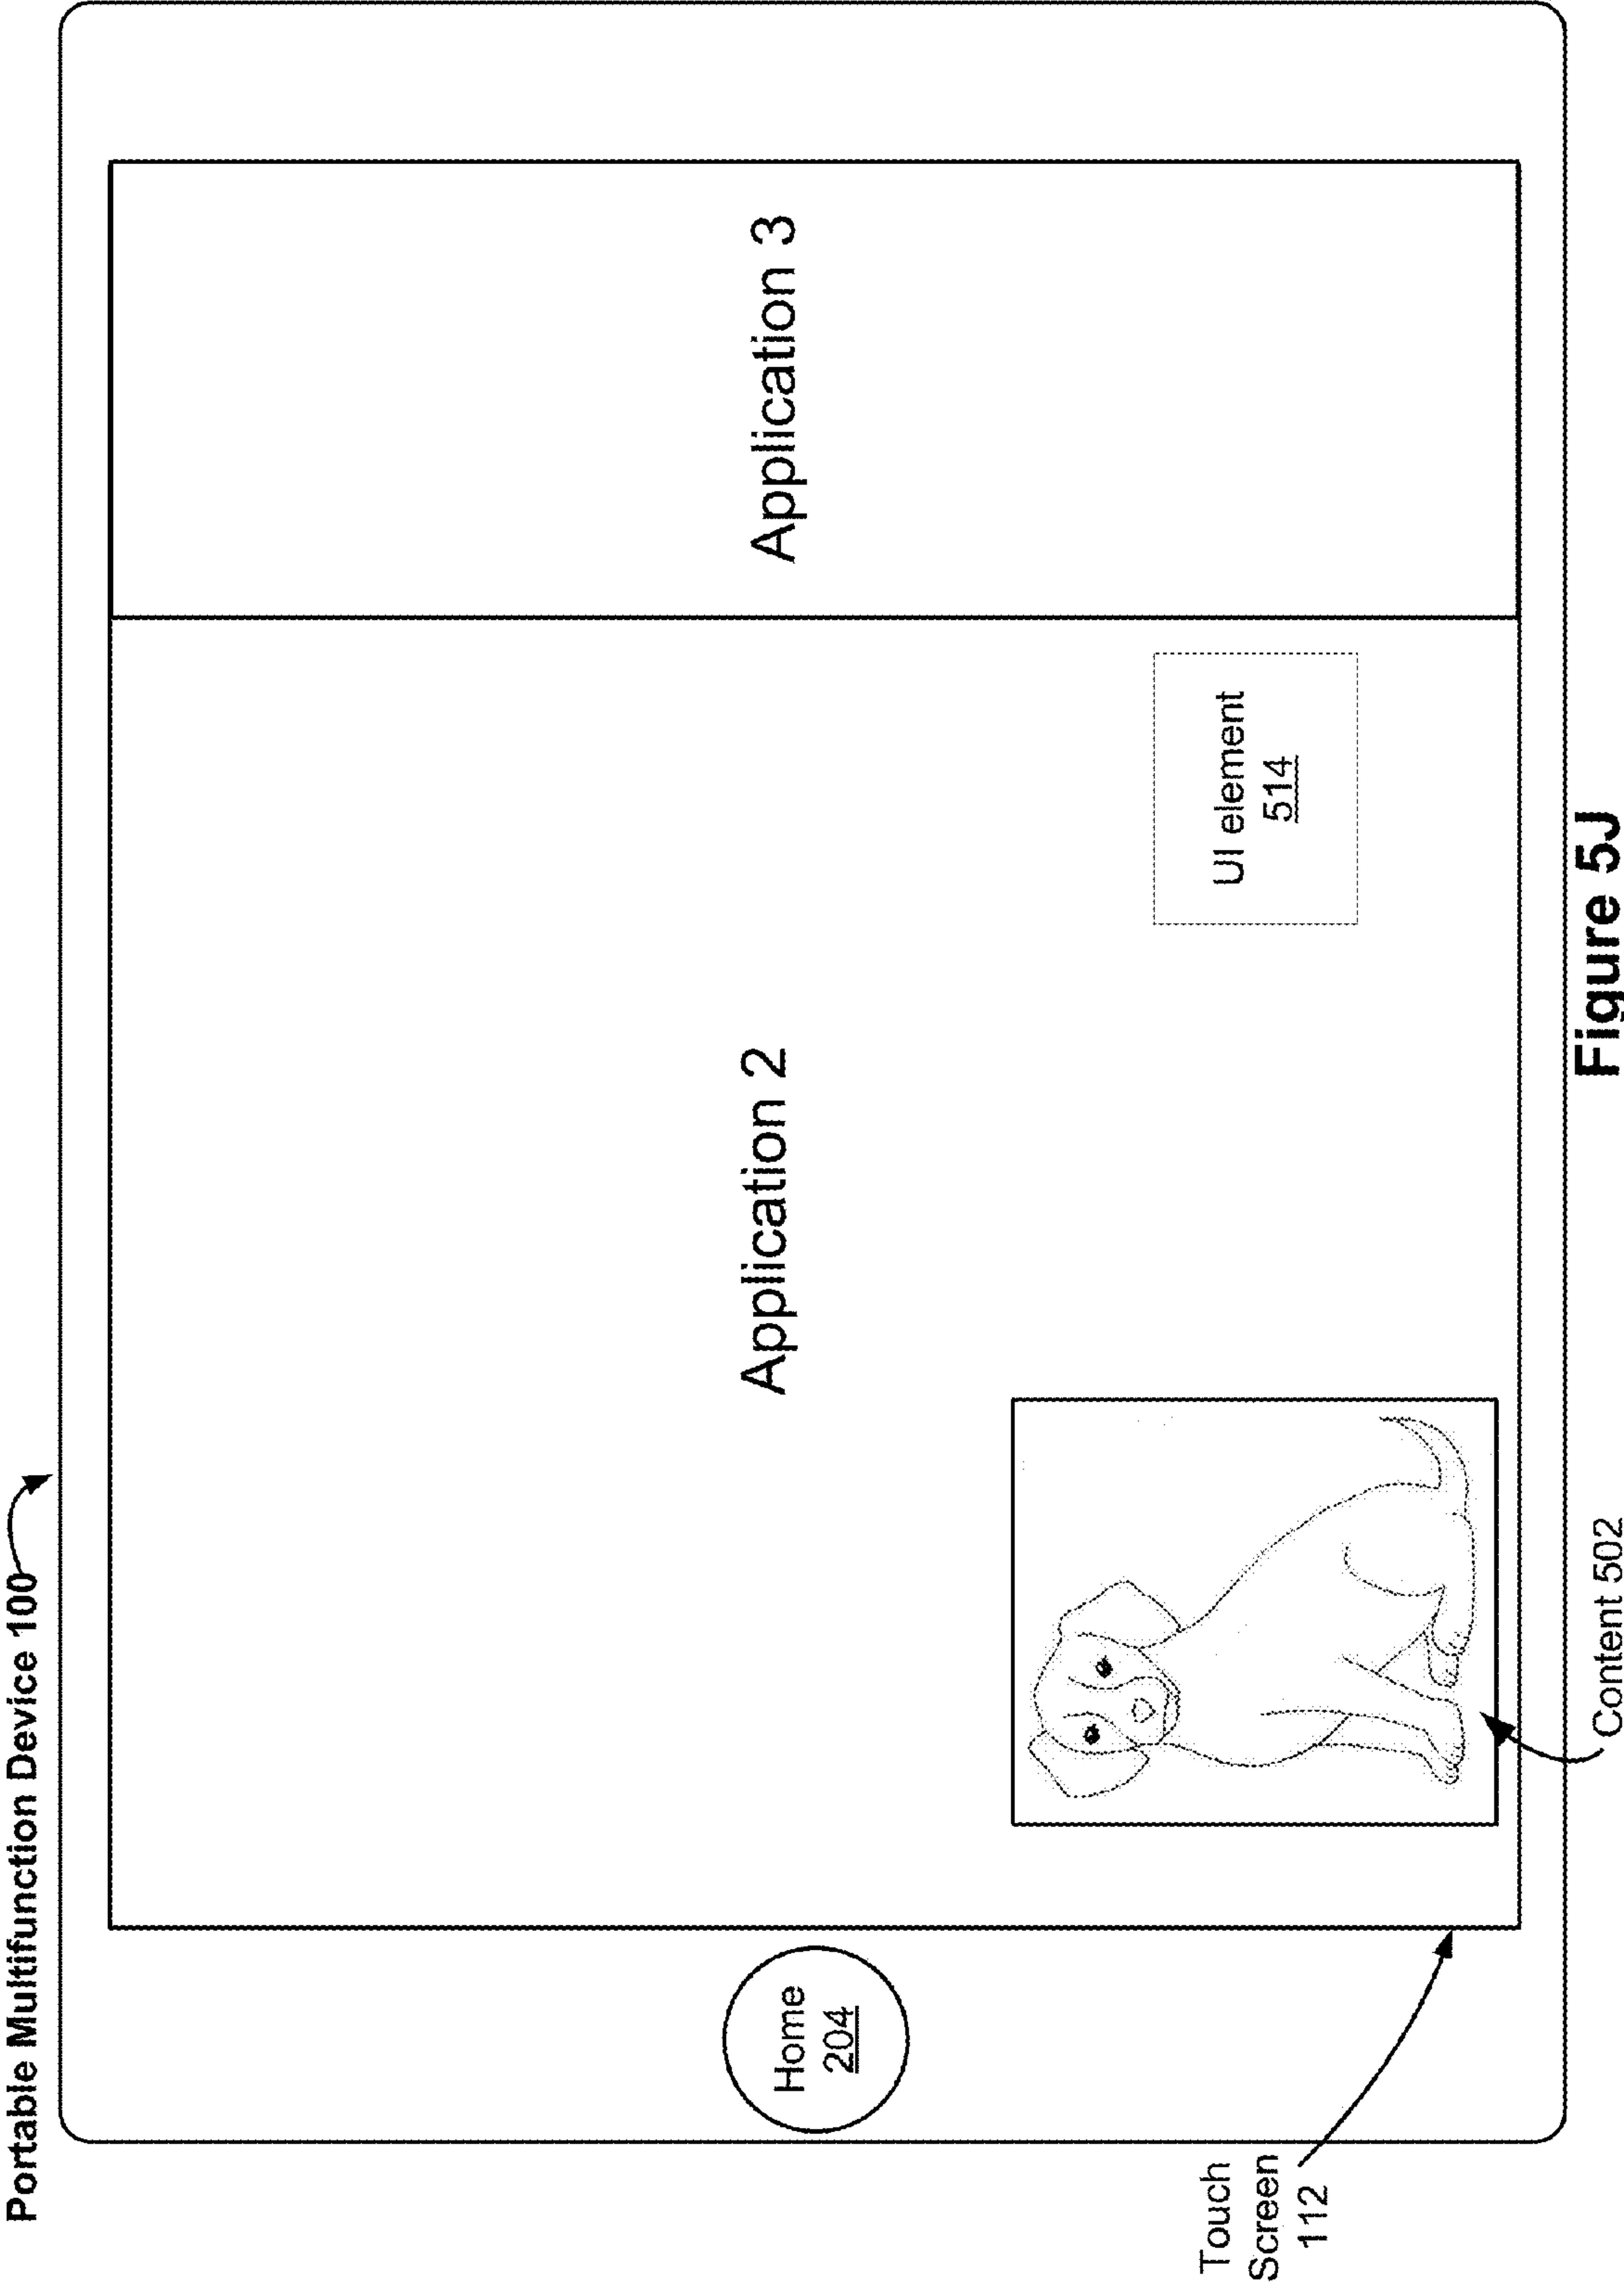 Portable Multifunction Device 100
Home
204
Application 2
Application 3
UI element
514
Touch
Screen
112
Content 502
Figure 5J